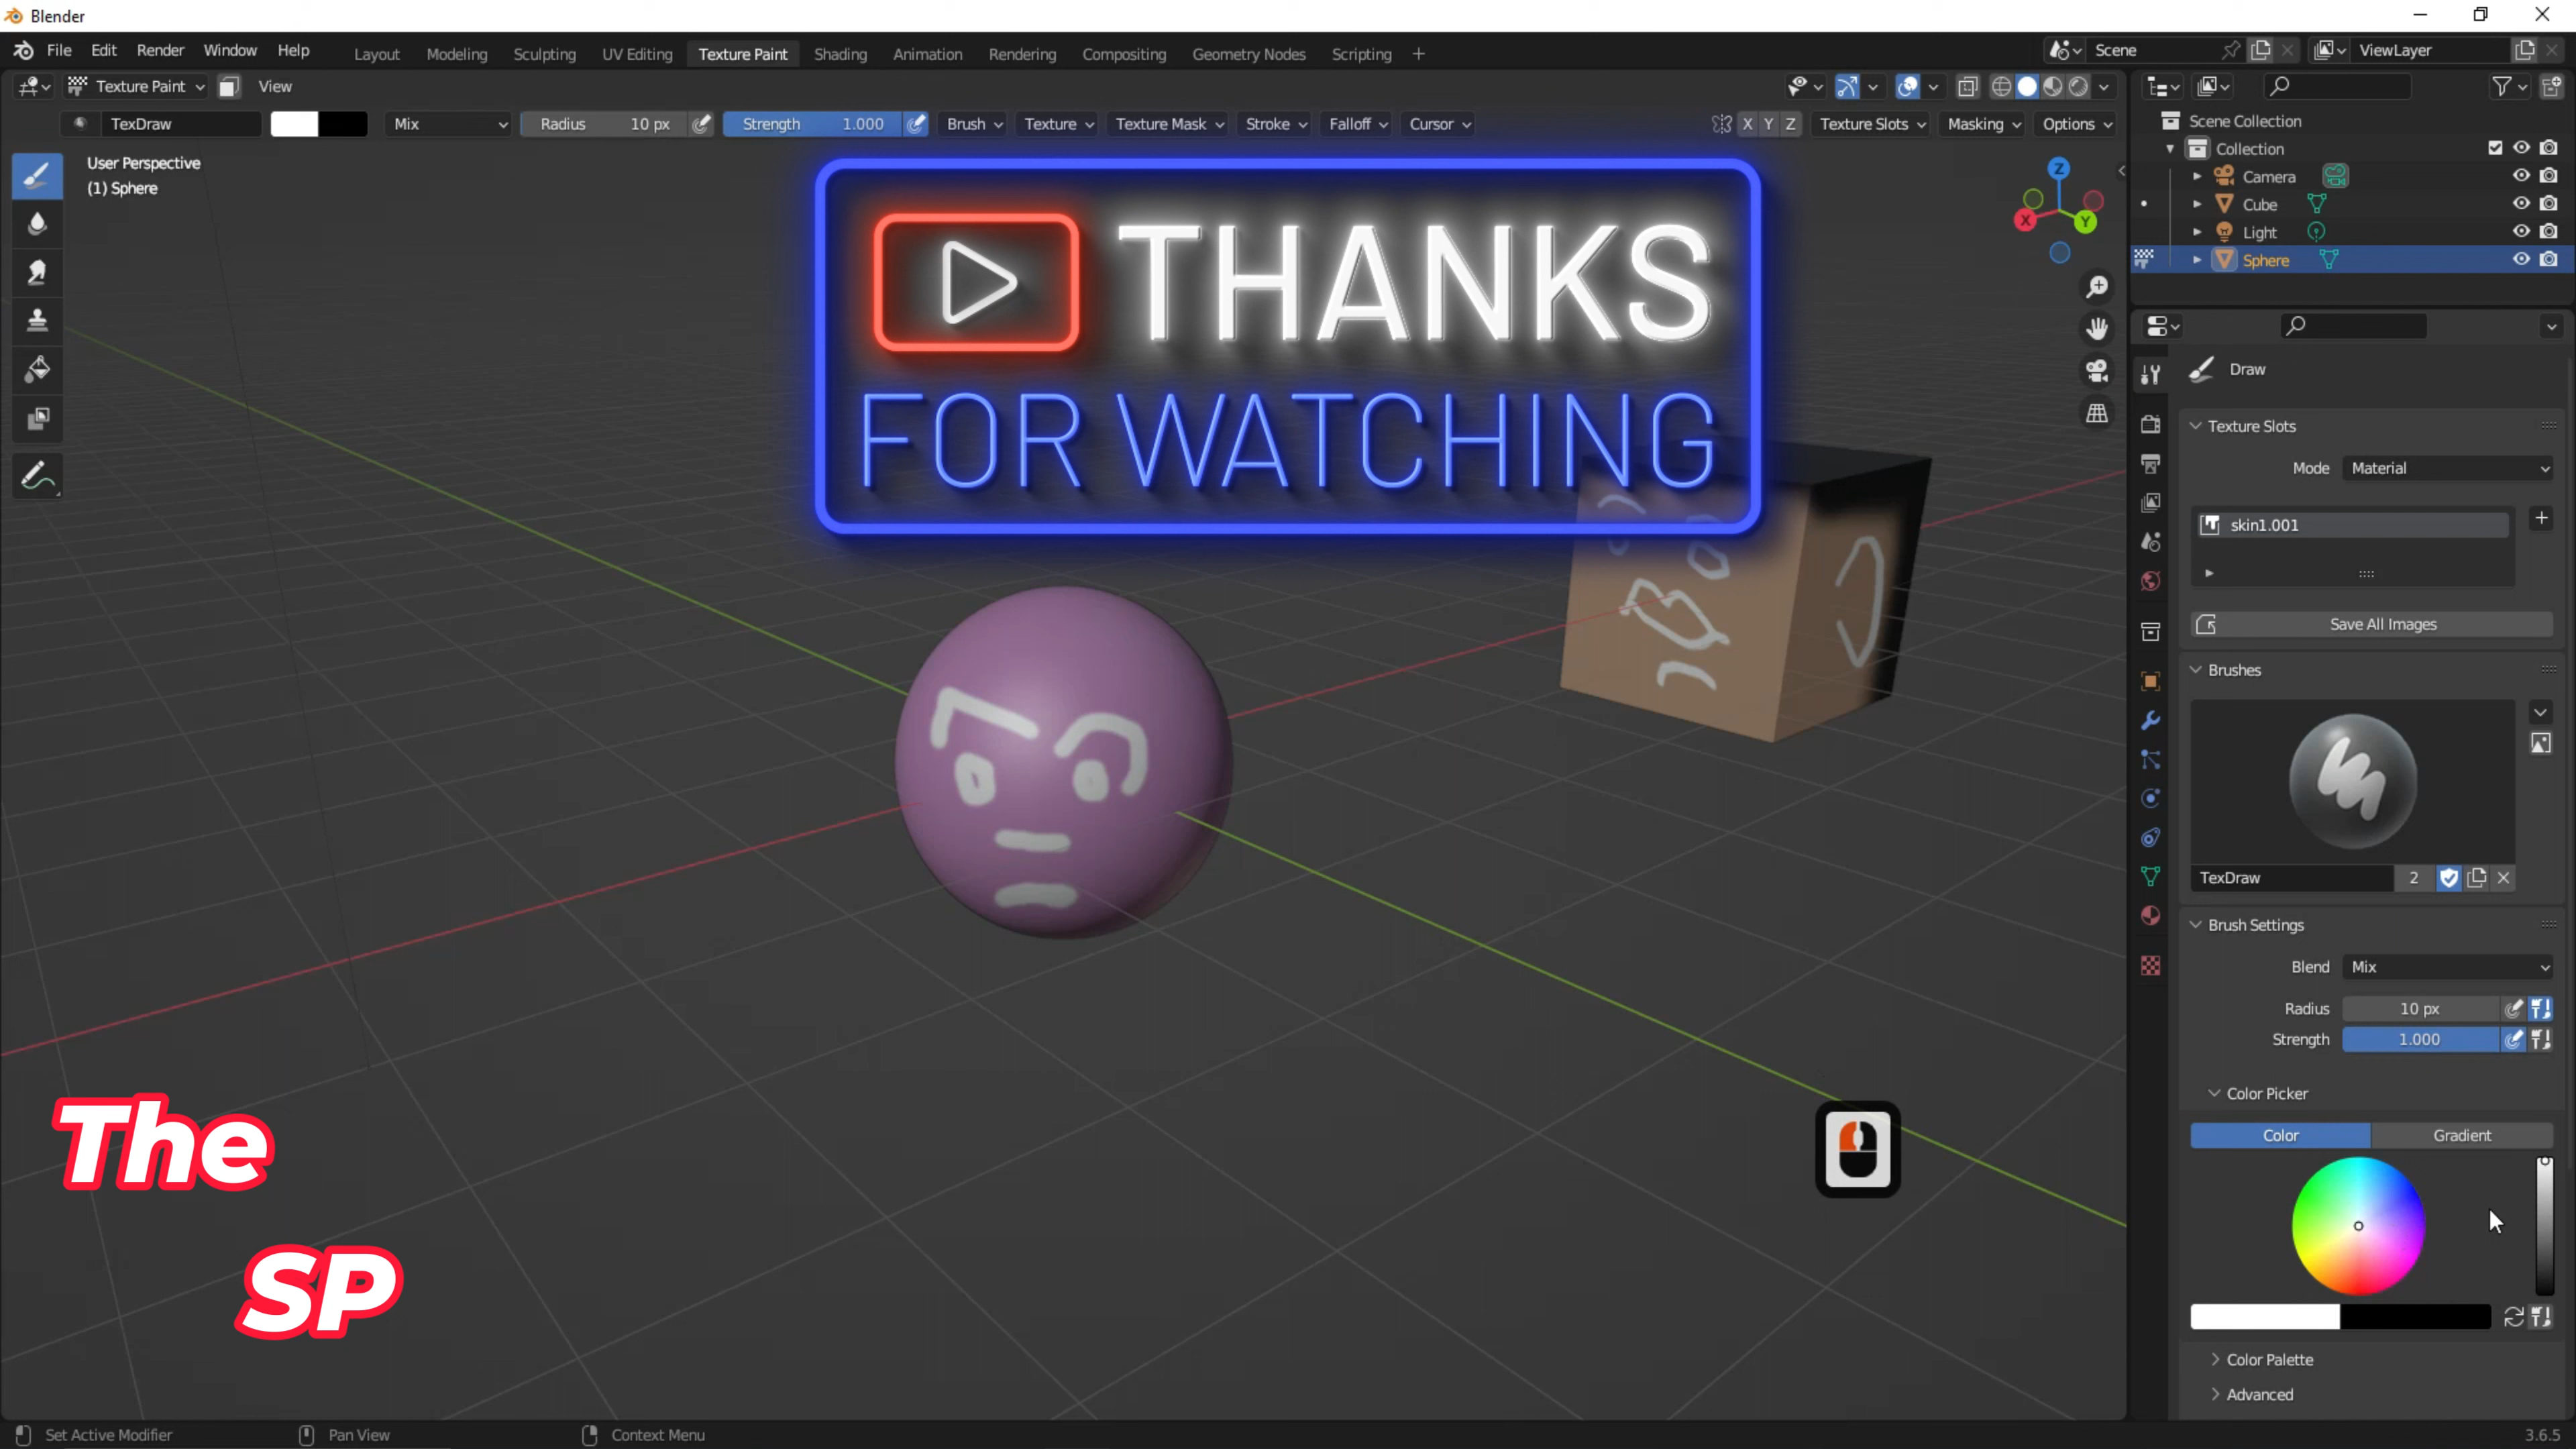 Blender
File Edit Render Window Help Layout Modeling Sculpting UV Editing Texture Paint Shading Animation Rendering Compositing Geometry Nodes Scripting + Scene ViewLayer
Texture Paint View
TexDraw Mix Radius 10 px Strength 1.000 Brush Texture Texture Mask Stroke Falloff Cursor X Y Z Texture Slots Masking Options
User Perspective
(1) Sphere
THANKS
FOR WATCHING
Z
X
Y
The
SP
Scene Collection
Collection
Camera
Cube
Light
Sphere
Draw
Texture Slots
Mode Material
skin1.001
Save All Images
Brushes
TexDraw 2
Brush Settings
Blend Mix
Radius 10 px
Strength 1.000
Color Picker
Color Gradient
Color Palette
Advanced
Set Active Modifier Pan View Context Menu 3.6.5